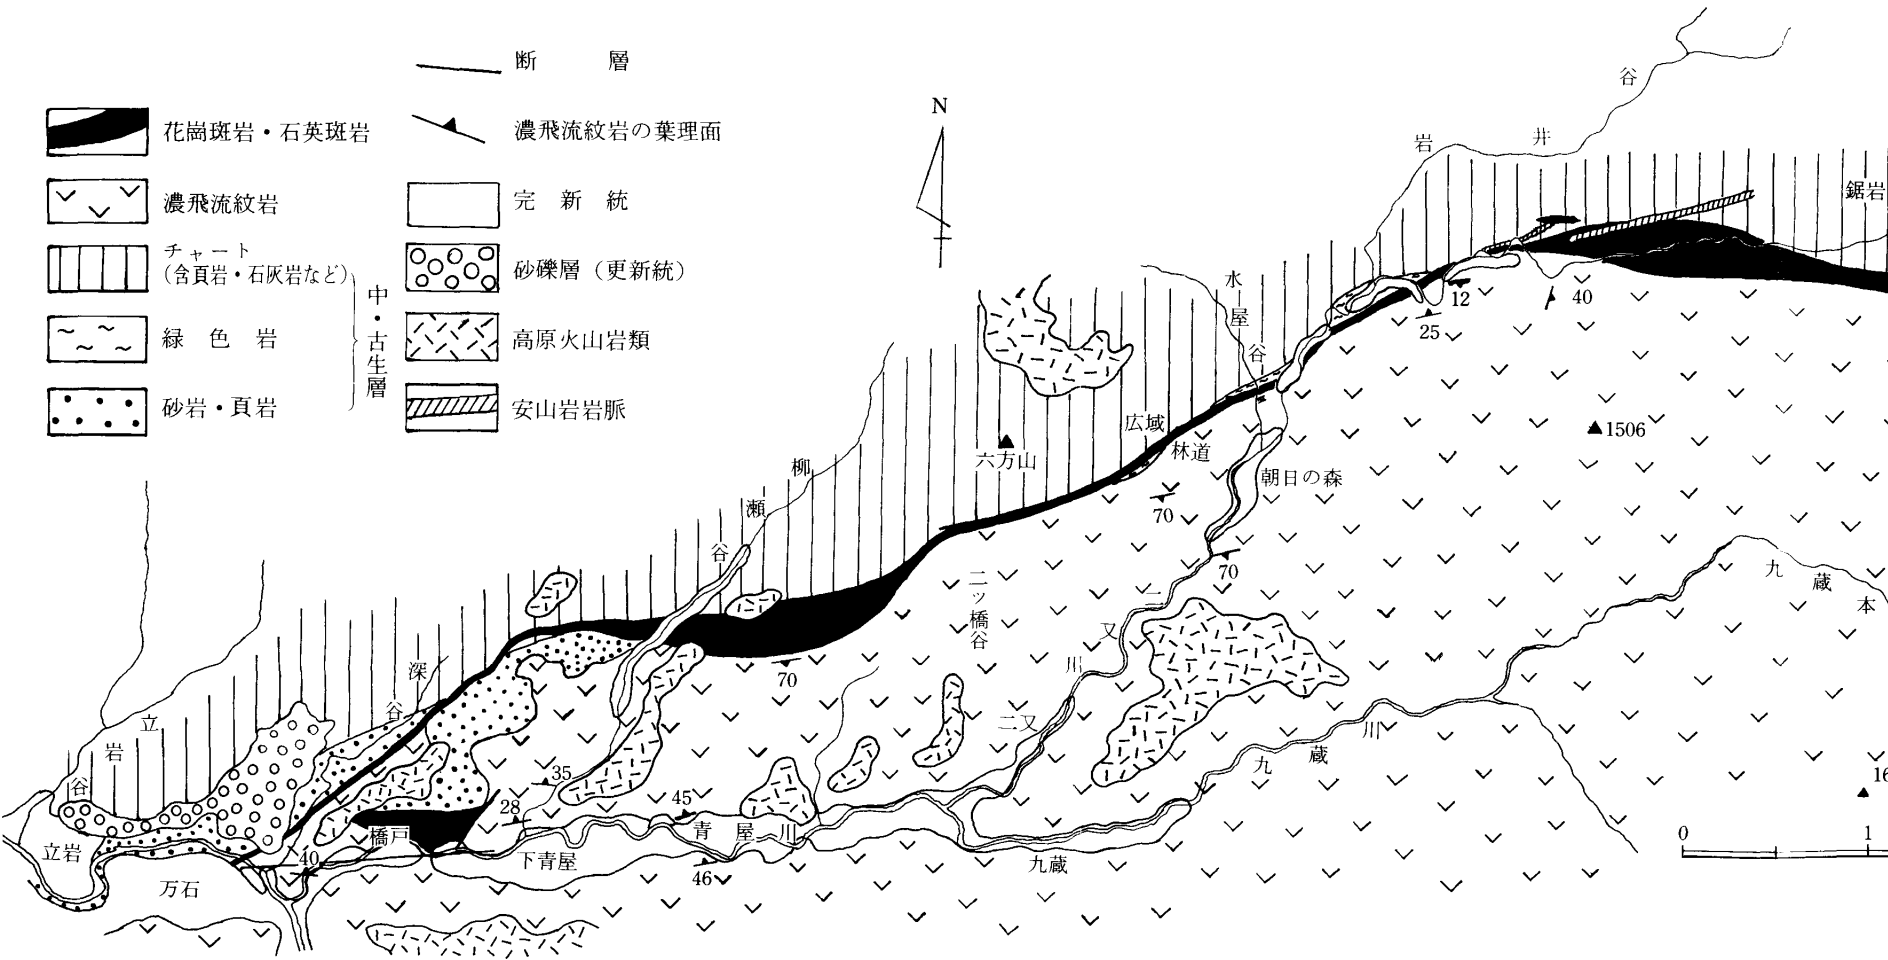 断層
花崗斑岩・石英斑岩
濃飛流紋岩の葉理面
濃飛流紋岩
完新統
チャート
(含頁岩・石灰岩など)
砂礫層(更新統)
中・古生層
緑色岩
高原火山岩類
砂岩・頁岩
安山岩岩脈
N
谷
井
岩
鋸岩
水屋谷
12
40
25
1506
広域
林道
六方山
朝日の森
柳
瀬
谷
70
70
二ッ橋谷
九
蔵
本
二
又
川
深
谷
70
二又
立
岩
谷
川
蔵
九
35
28
45
16
青屋川
橋戸
立岩
40
下青屋
46
九蔵
万石
0
1